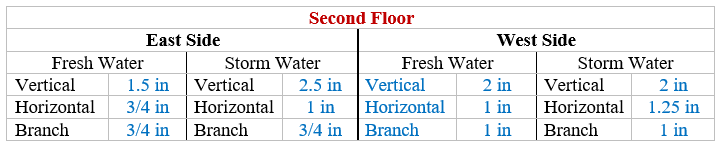 Second Floor
East Side West Side
Fresh Water Storm Water Fresh Water Storm Water
Vertical 1.5 in Vertical 2.5 in Vertical 2 in Vertical 2 in
Horizontal 3/4 in Horizontal 1 in Horizontal 1 in Horizontal 1.25 in
Branch 3/4 in Branch 3/4 in Branch 1 in Branch 1 in